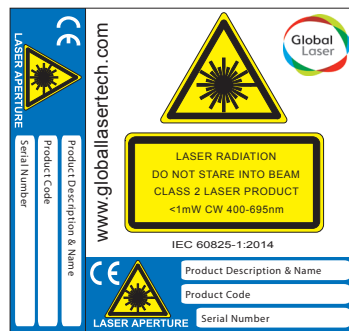 CE
LASER APERTURE
Product Description & Name
Product Code
Serial Number
www.globallasertech.com
Global
Laser
LASER RADIATION
DO NOT STARE INTO BEAM
CLASS 2 LASER PRODUCT
<1mW CW 400-695nm
IEC 60825-1:2014
CE
LASER APERTURE
Product Description & Name
Product Code
Serial Number